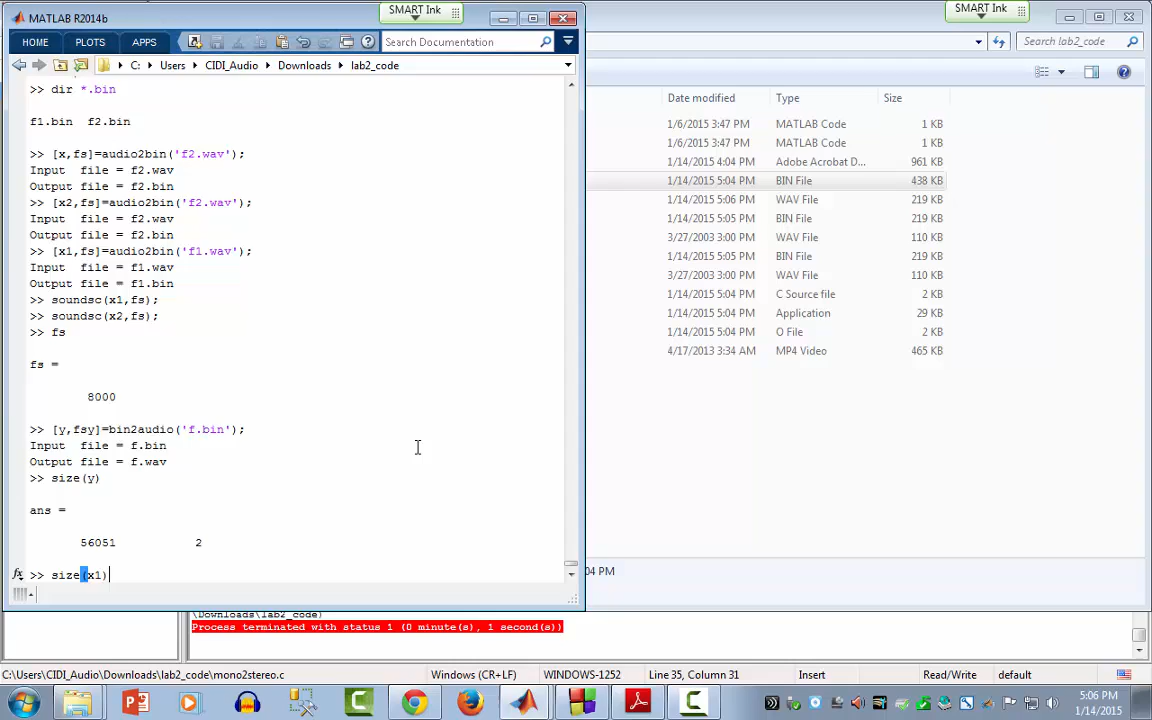 SMART Ink
SMART Ink
MATLAB R2014b
HOME PLOTS APPS Search Documentation
Search lab2_code
C: Users CIDI_Audio Downloads lab2_code
>> dir *.bin
f1.bin f2.bin
>> [x,fs]=audio2bin('f2.wav');
Input file = f2.wav
Output file = f2.bin
>> [x2,fs]=audio2bin('f2.wav');
Input file = f2.wav
Output file = f2.bin
>> [x1,fs]=audio2bin('f1.wav');
Input file = f1.wav
Output file = f1.bin
>> soundsc(x1,fs);
>> soundsc(x2,fs);
>> fs
fs =
8000
>> [y,fsy]=bin2audio('f.bin');
Input file = f.bin
Output file = f.wav
>> size(y)
ans =
56051 2
fx >> size(x1)
Date modified Type Size
1/6/2015 3:47 PM MATLAB Code 1 KB
1/6/2015 3:47 PM MATLAB Code 1 KB
1/14/2015 4:04 PM Adobe Acrobat D... 961 KB
1/14/2015 5:04 PM BIN File 438 KB
1/14/2015 5:06 PM WAV File 219 KB
1/14/2015 5:05 PM BIN File 219 KB
3/27/2003 3:00 PM WAV File 110 KB
1/14/2015 5:05 PM BIN File 219 KB
3/27/2003 3:00 PM WAV File 110 KB
1/14/2015 5:04 PM C Source file 2 KB
1/14/2015 5:04 PM Application 29 KB
1/14/2015 5:04 PM O File 2 KB
4/17/2013 3:34 AM MP4 Video 465 KB
:04 PM
\Downloads\lab2_code)
Process terminated with status 1 (0 minute(s), 1 second(s))
C:\Users\CIDI_Audio\Downloads\lab2_code\mono2stereo.c Windows (CR+LF) WINDOWS-1252 Line 35, Column 31 Insert Read/Write default
5:06 PM
1/14/2015